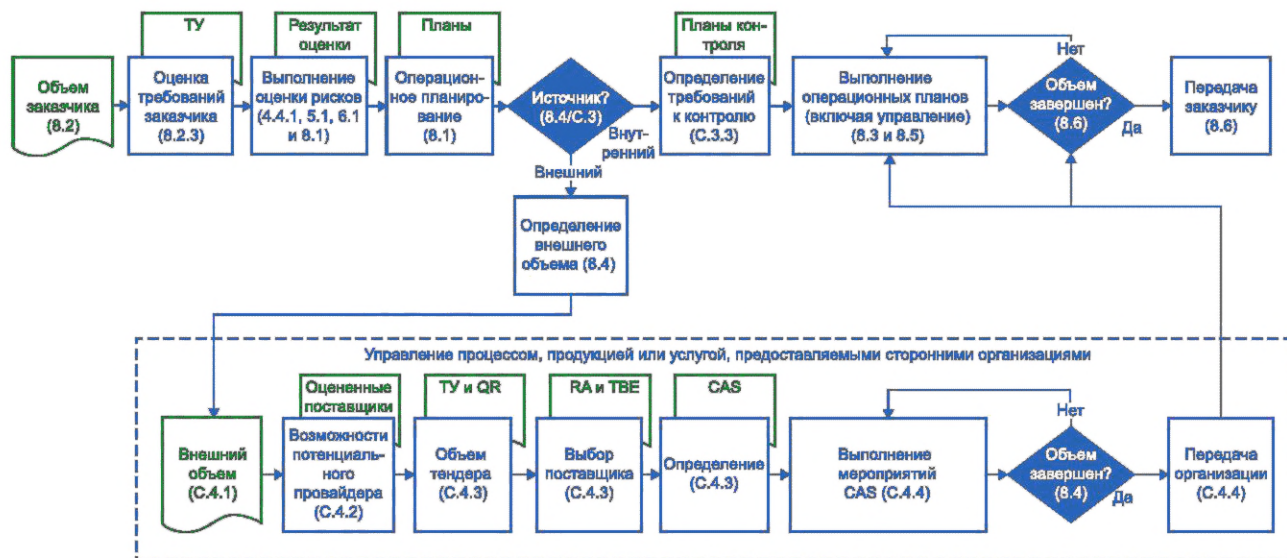 ТУ
Результат
оценки
Планы
Планы кон-
троля
Нет
Объем
заказчика
(8.2)
Оценка
требований
заказчика
(8.2.3)
Выполнение
оценки рисков
(4.4.1, 5.1, 6.1
и 8.1)
Операцион-
ное планиро-
вание
(8.1)
Источник?
(8.4/C.3)
Внут-
ренний
Внешний
Определение
требований
к контролю
(C.3.3)
Выполнение
операционных планов
(включая управление)
(8.3 и 8.5)
Объем
завершен?
(8.6)
Да
Передача
заказчику
(8.6)
Определение
внешнего
объема (8.4)
Управление процессом, продукцией или услугой, предоставляемыми сторонними организациями
Оцененные
поставщики
ТУ и QR
RA и TBE
CAS
Нет
Внешний
объем
(C.4.1)
Возможности
потенциаль-
ного
провайдера
(C.4.2)
Объем
тендера
(C.4.3)
Выбор
поставщика
(C.4.3)
Определение
(C.4.3)
Выполнение
мероприятий
CAS (C.4.4)
Объем
завершен?
(8.4)
Да
Передача
организации
(C.4.4)